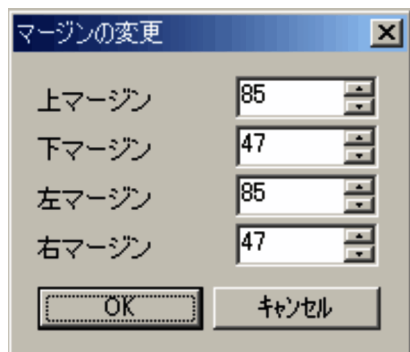 マージンの変更
上マージン 85
下マージン 47
左マージン 85
右マージン 47
OK ｷｬﾝｾﾙ